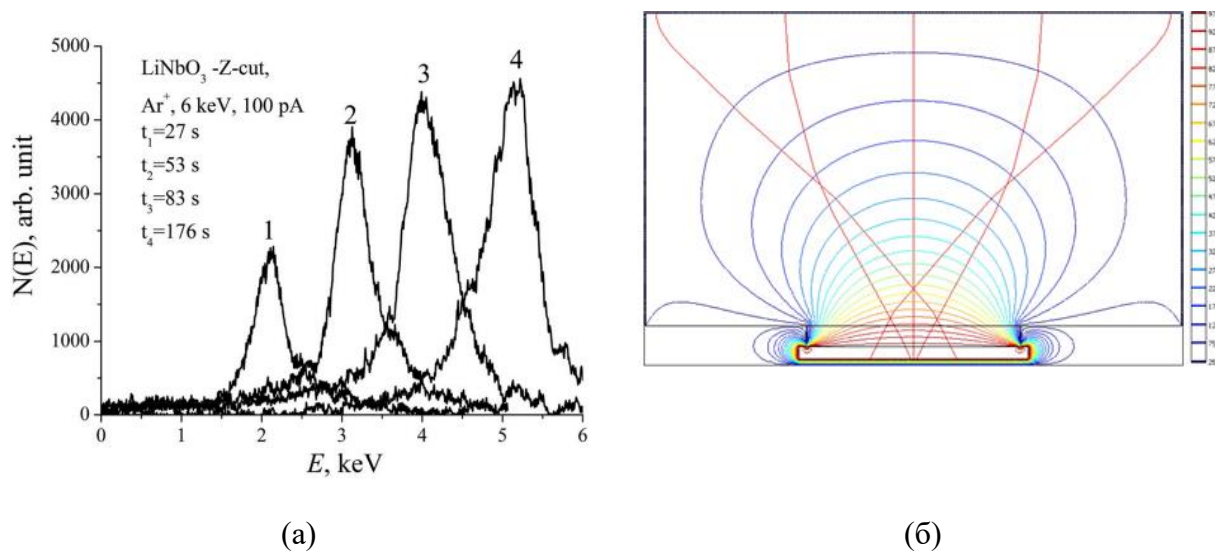 5000
4000
3000
2000
1000
0
N(E), arb. unit
LiNbO₃ -Z-cut,
Ar⁺, 6 keV, 100 pA
t₁=27 s
t₂=53 s
t₃=83 s
t₄=176 s
1
2
3
4
0 1 2 3 4 5 6
E, keV
(а)
(б)